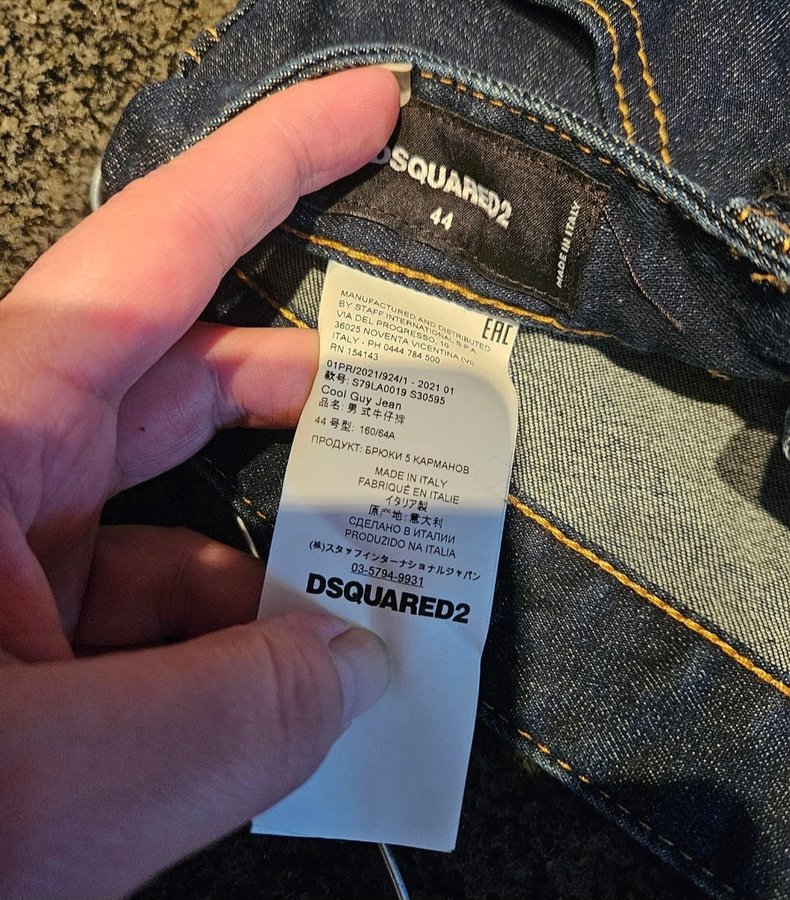 DSQUARED2
44
MADE IN ITALY
MANUFACTURED AND DISTRIBUTED
BY STAFF INTERNATIONAL S.P.A.
VIA DEL PROGRESSO, 10
36025 NOVENTA VICENTINA (VI)
ITALY - PH 0444 784 500
RN 154143
EAC
01PR/2021/924/1 - 2021 01
款号: S79LA0019 S30595
Cool Guy Jean
品名: 男式牛仔裤
44 号型: 160/64A
ПРОДУКТ: БРЮКИ 5 КАРМАНОВ
MADE IN ITALY
FABRIQUÉ EN ITALIE
イタリア製
原产地: 意大利
СДЕЛАНО В ИТАЛИИ
PRODUZIDO NA ITALIA
(株)スタッフインターナショナルジャパン
03-5794-9931
DSQUARED2